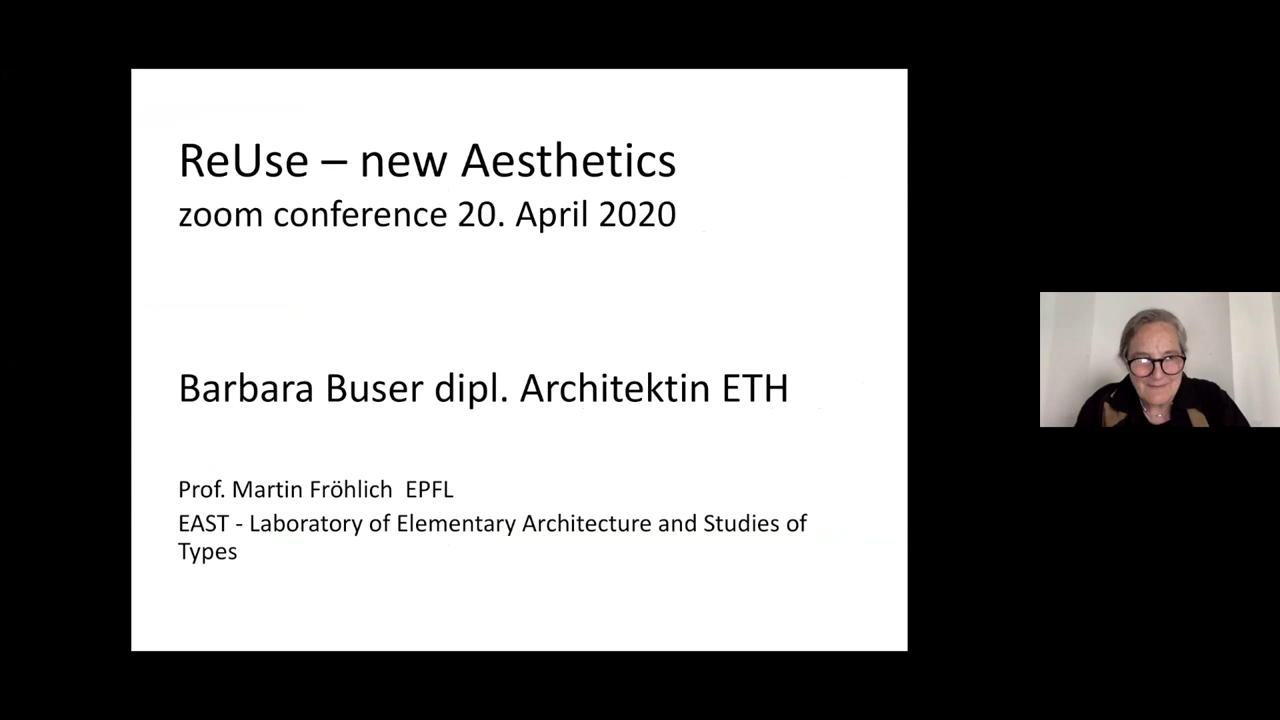 ReUse – new Aesthetics
zoom conference 20. April 2020
Barbara Buser dipl. Architektin ETH
Prof. Martin Fröhlich EPFL
EAST - Laboratory of Elementary Architecture and Studies of
Types